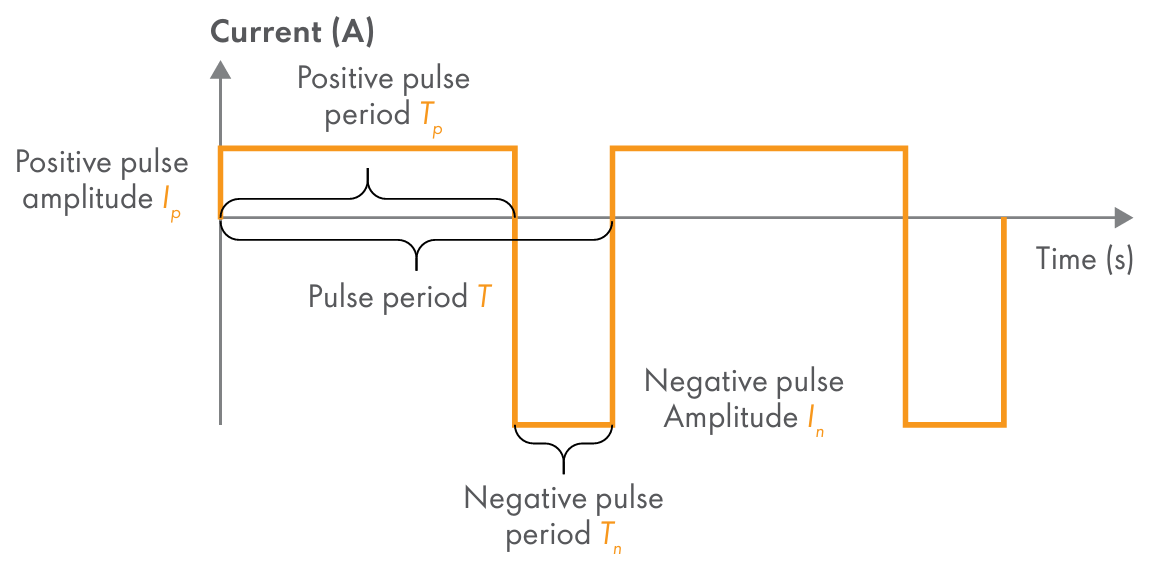 Current (A)
Positive pulse
period Tp
Positive pulse
amplitude Ip
Time (s)
Pulse period T
Negative pulse
Amplitude In
Negative pulse
period Tn